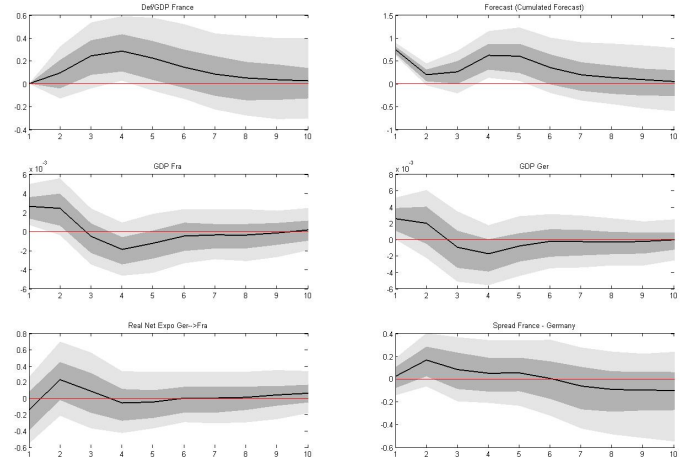 Def/GDP France
0.6
0.4
0.2
0
-0.2
-0.4
1 2 3 4 5 6 7 8 9 10
Forecast (Cumulated Forecast)
1.5
1
0.5
0
-0.5
-1
1 2 3 4 5 6 7 8 9 10
GDP Fra
x 10-3
6
4
2
0
-2
-4
-6
1 2 3 4 5 6 7 8 9 10
GDP Ger
x 10-3
8
6
4
2
0
-2
-4
-6
1 2 3 4 5 6 7 8 9 10
Real Net Expo Ger-->Fra
0.8
0.6
0.4
0.2
0
-0.2
-0.4
-0.6
1 2 3 4 5 6 7 8 9 10
Spread France - Germany
0.4
0.2
0
-0.2
-0.4
-0.6
1 2 3 4 5 6 7 8 9 10